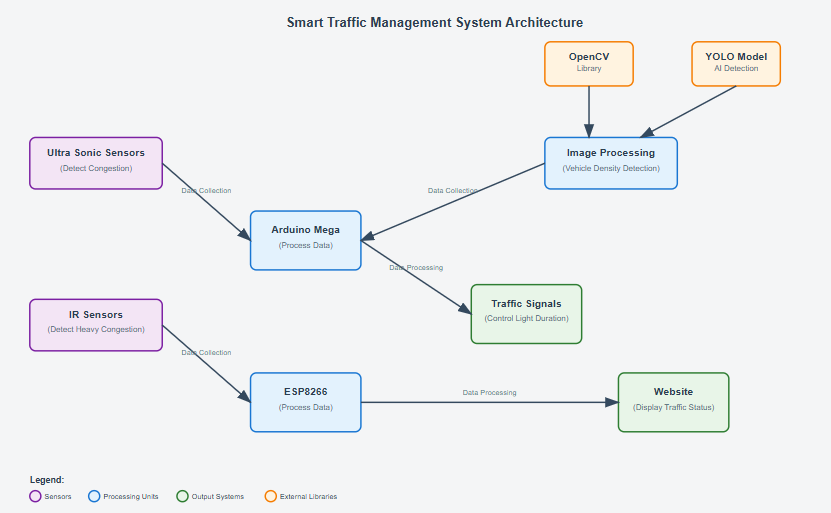 Smart Traffic Management System Architecture
OpenCV
Library
YOLO Model
AI Detection
Ultra Sonic Sensors
(Detect Congestion)
Image Processing
(Vehicle Density Detection)
Data Collection
Data Collection
Arduino Mega
(Process Data)
Data Processing
Traffic Signals
(Control Light Duration)
IR Sensors
(Detect Heavy Congestion)
Data Collection
ESP8266
(Process Data)
Data Processing
Website
(Display Traffic Status)
Legend:
Sensors
Processing Units
Output Systems
External Libraries